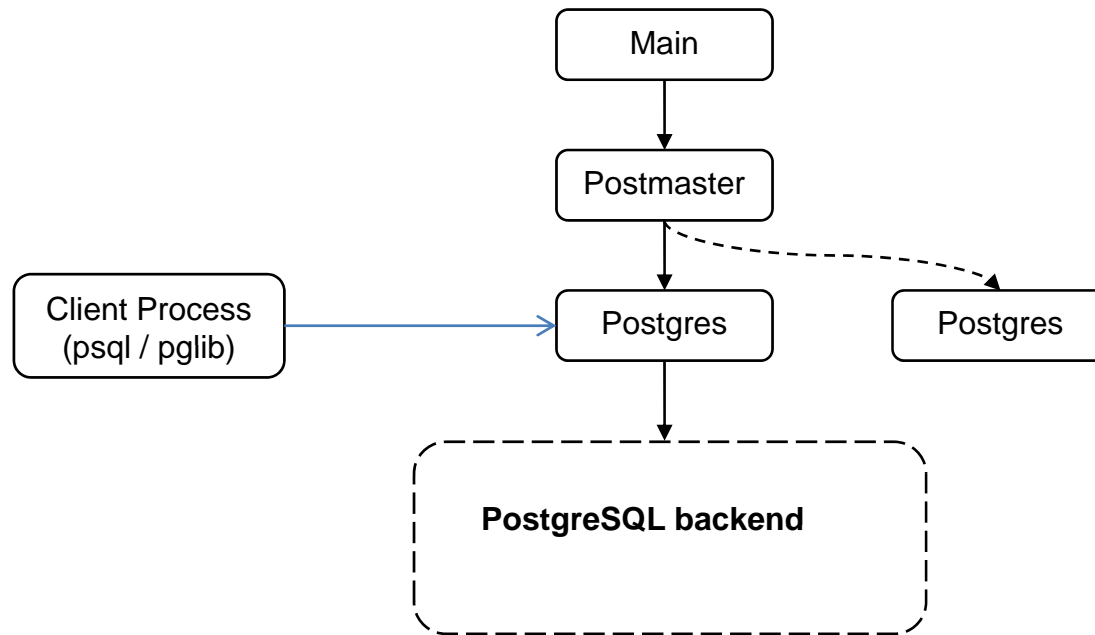 Main
Postmaster
Client Process
(psql / pglib)
Postgres
Postgres
PostgreSQL backend